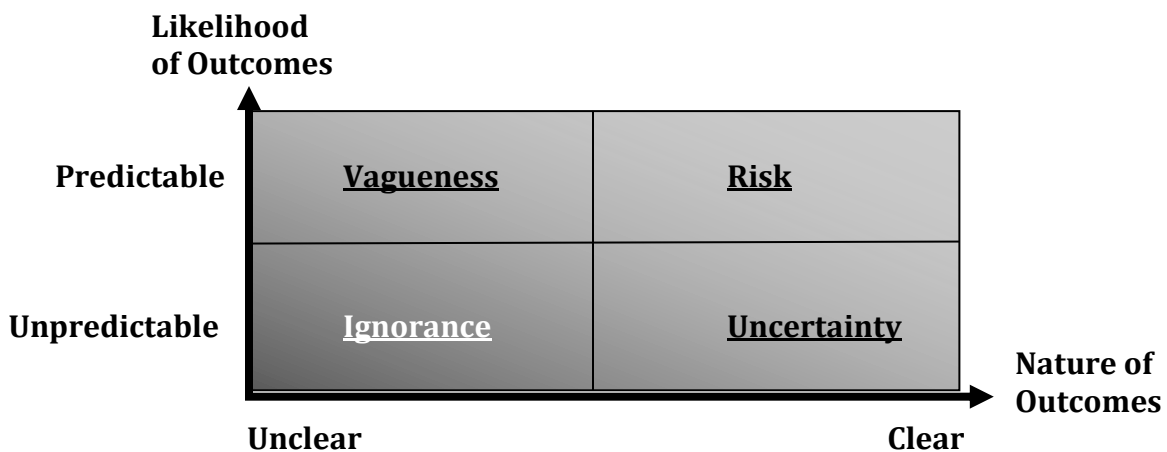 Likelihood
of Outcomes
Predictable
Vagueness
Risk
Unpredictable
Ignorance
Uncertainty
Nature of
Outcomes
Unclear
Clear